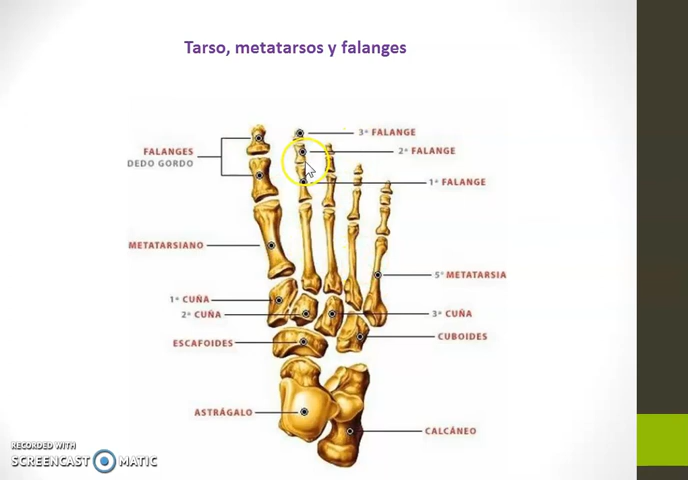 Tarso, metatarsos y falanges
3ª FALANGE
FALANGES
DEDO GORDO
2ª FALANGE
1ª FALANGE
METATARSIANO
5º METATARSIA
1ª CUÑA
2ª CUÑA
3ª CUÑA
ESCAFOIDES
CUBOIDES
ASTRÁGALO
CALCÁNEO
RECORDED WITH
SCREENCAST MATIC